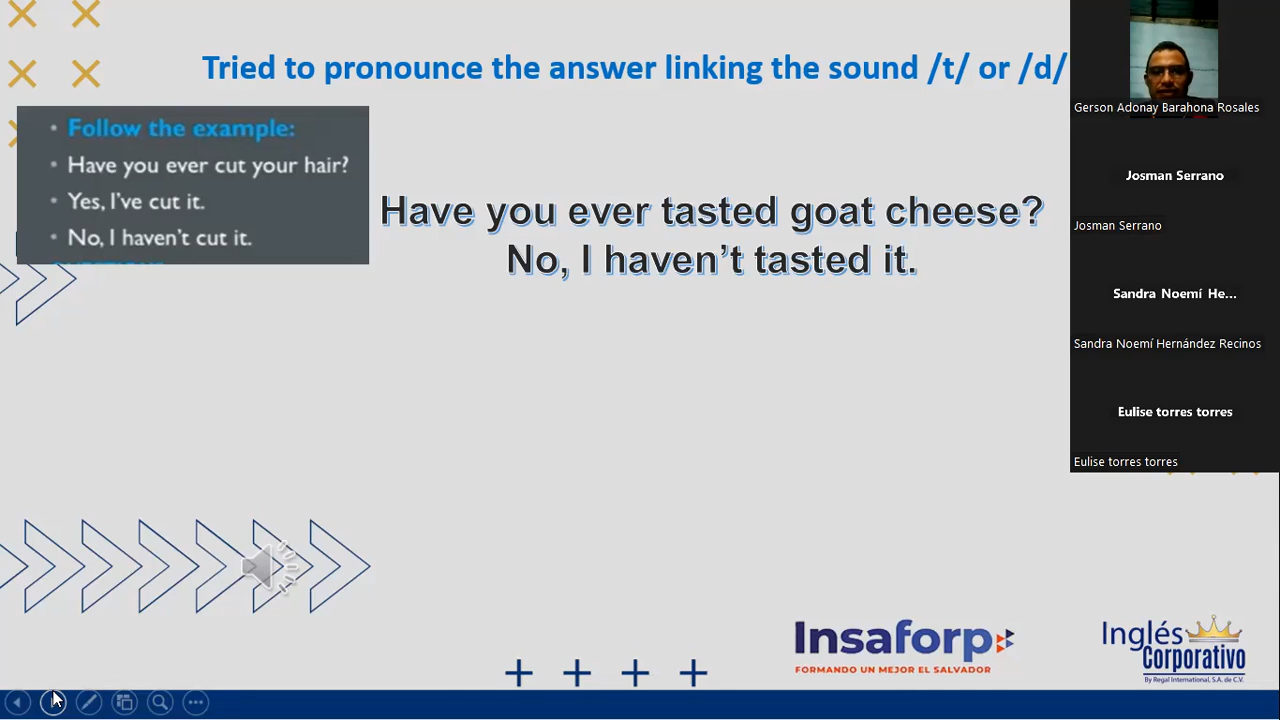 Tried to pronounce the answer linking the sound /t/ or /d/
Follow the example:
Have you ever cut your hair?
Yes, I've cut it.
No, I haven't cut it.
Have you ever tasted goat cheese?
No, I haven't tasted it.
Gerson Adonay Barahona Rosales
Josman Serrano
Josman Serrano
Sandra Noemí He...
Sandra Noemí Hernández Recinos
Eulise torres torres
Eulise torres torres
Insaforp
FORMANDO UN MEJOR EL SALVADOR
Inglés
Corporativo
By Regal International, S.A. de C.V.